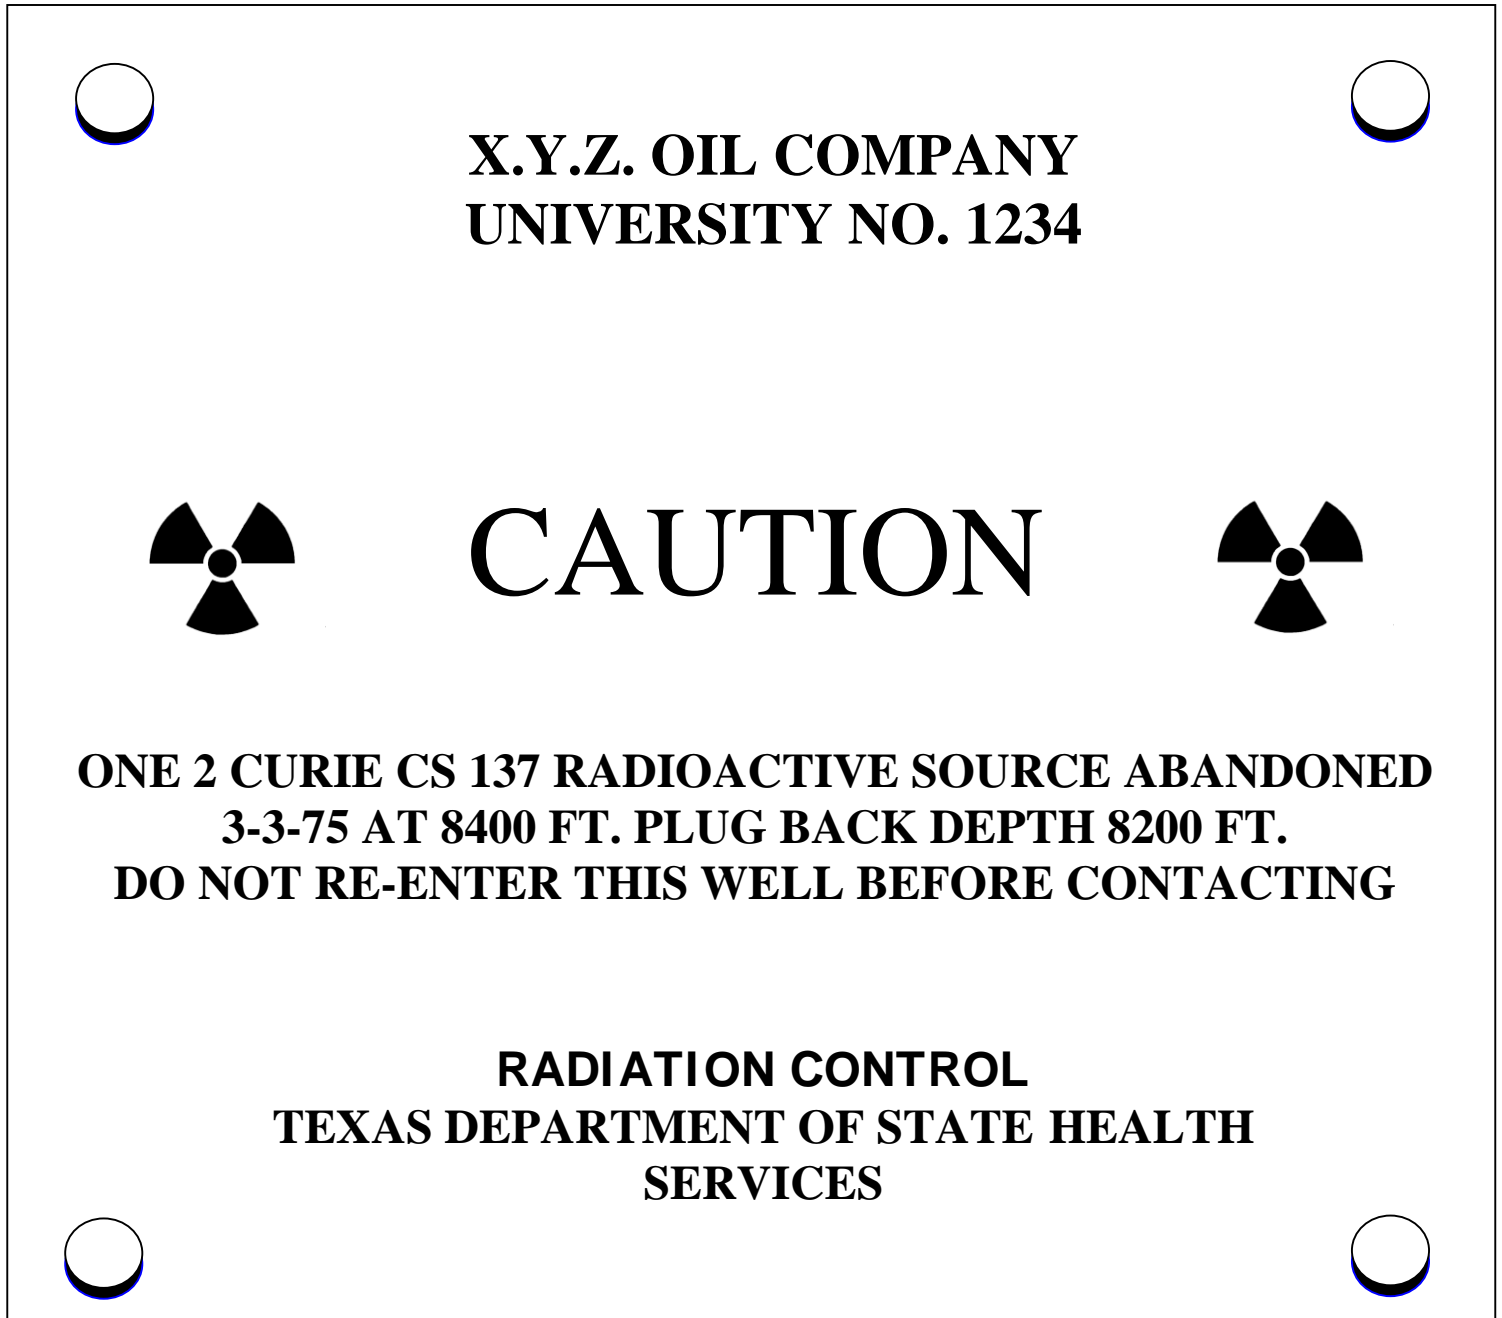 X.Y.Z. OIL COMPANY
UNIVERSITY NO. 1234
CAUTION
ONE 2 CURIE CS 137 RADIOACTIVE SOURCE ABANDONED
3-3-75 AT 8400 FT. PLUG BACK DEPTH 8200 FT.
DO NOT RE-ENTER THIS WELL BEFORE CONTACTING
RADIATION CONTROL
TEXAS DEPARTMENT OF STATE HEALTH
SERVICES